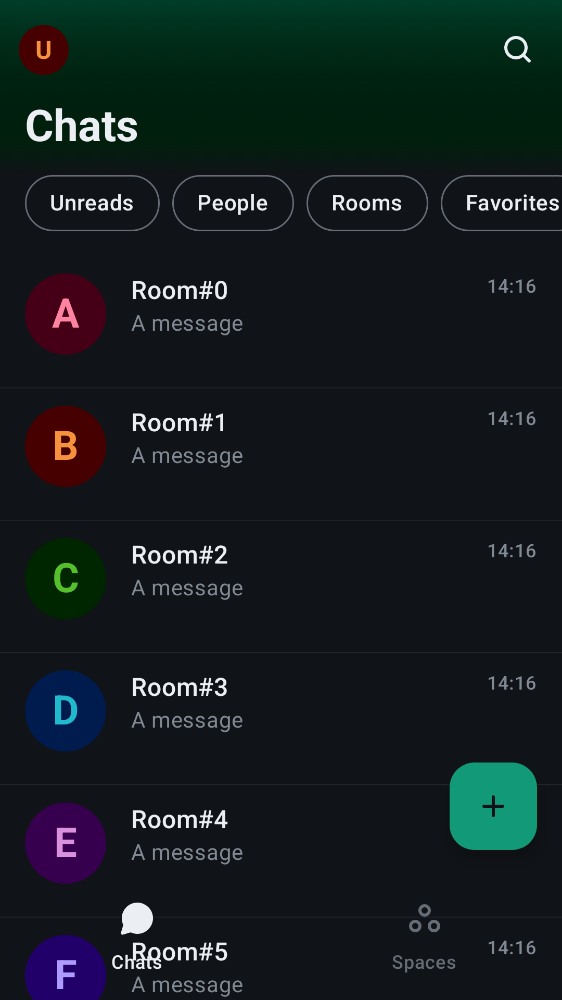 U
Chats
Unreads People Rooms Favorites
A Room#0 14:16
A message
B Room#1 14:16
A message
C Room#2 14:16
A message
D Room#3 14:16
A message
E Room#4
A message
F Room#5 14:16
A message
Chats Spaces